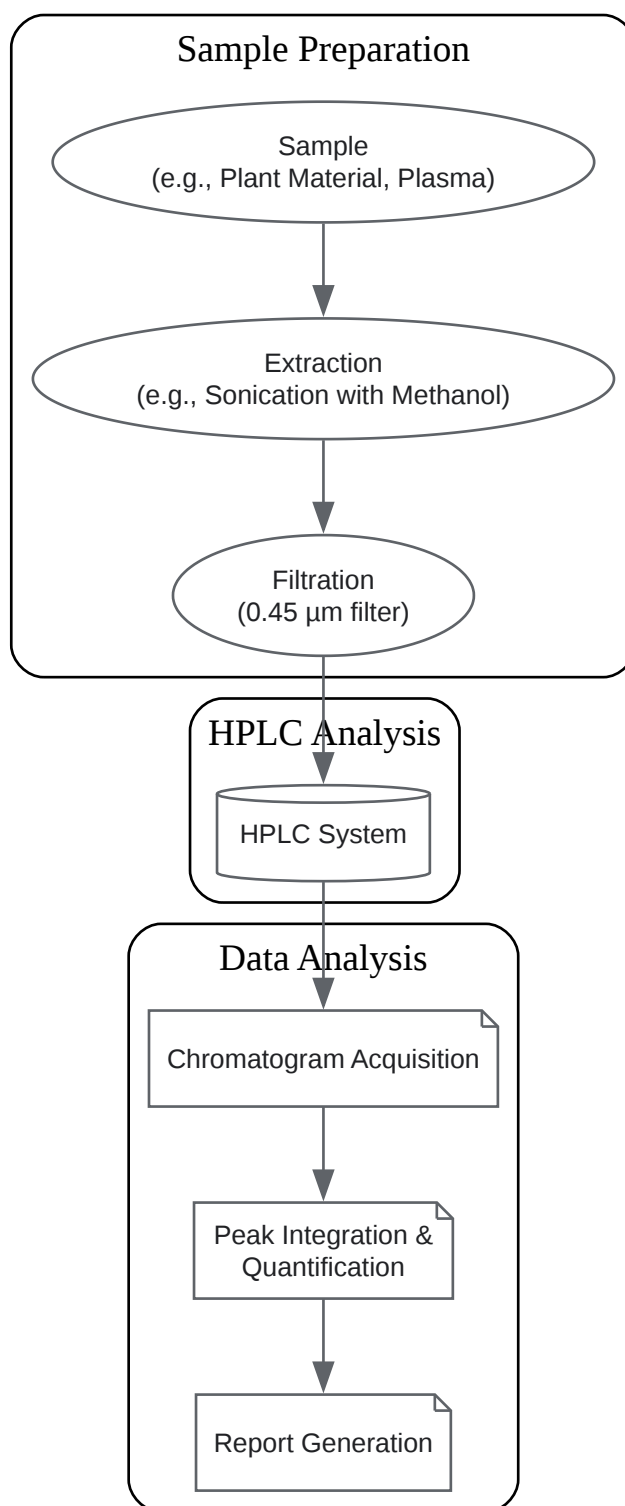 Sample Preparation
Sample
(e.g., Plant Material, Plasma)
Extraction
(e.g., Sonication with Methanol)
Filtration
(0.45 µm filter)
HPLC Analysis
HPLC System
Data Analysis
Chromatogram Acquisition
Peak Integration &
Quantification
Report Generation